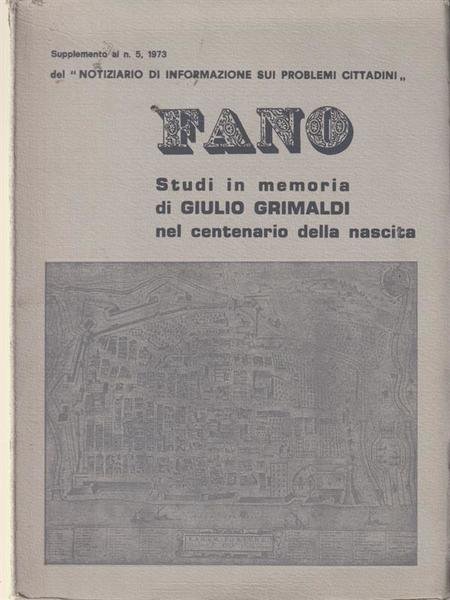 Supplemento al n. 5, 1973
del "NOTIZIARIO DI INFORMAZIONE SUI PROBLEMI CITTADINI„
FANO
Studi in memoria
di GIULIO GRIMALDI
nel centenario della nascita